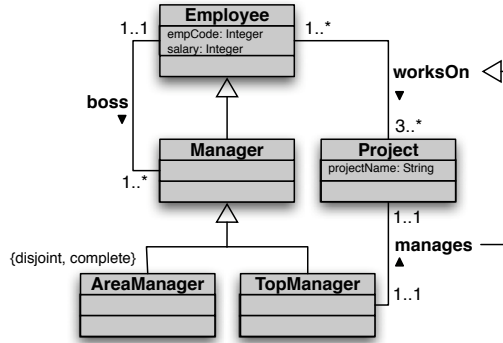 Employee
1..1
empCode: Integer
1..*
salary: Integer
worksOn
boss
3..*
Manager
Project
projectName: String
1..*
1..1
{disjoint, complete}
manages
AreaManager
TopManager
1..1